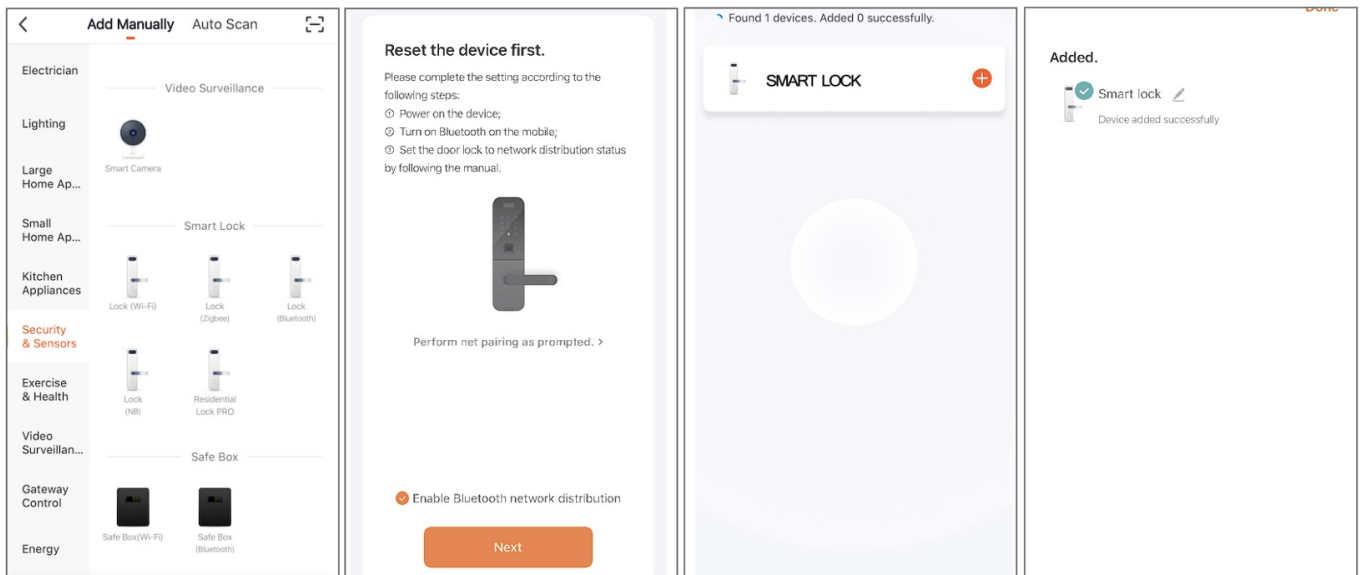 Add Manually Auto Scan
Electrician
Lighting
Large
Home Ap...
Small
Home Ap...
Kitchen
Appliances
Security
& Sensors
Exercise
& Health
Video
Surveillan...
Gateway
Control
Energy
Video Surveillance
Smart Camera
Smart Lock
Lock (Wi-Fi)
Lock
(Zigbee)
Lock
(Bluetooth)
Lock
(NB)
Residential
Lock PRO
Safe Box
Safe Box(Wi-Fi)
Safe Box
(Bluetooth)
Reset the device first.
Please complete the setting according to the
following steps:
① Power on the device;
② Turn on Bluetooth on the mobile;
③ Set the door lock to network distribution status
by following the manual.
Perform net pairing as prompted. >
Enable Bluetooth network distribution
Next
Found 1 devices. Added 0 successfully.
SMART LOCK
Done
Added.
Smart lock
Device added successfully